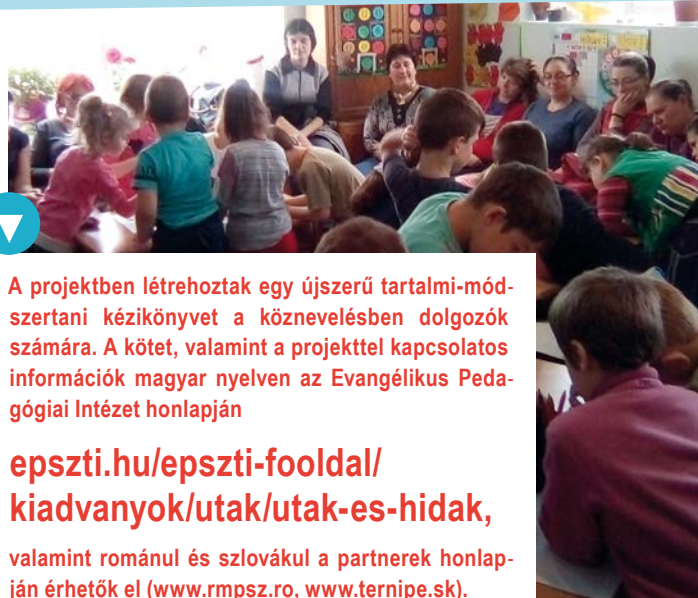 A projektben létrehoztak egy újszerű tartalmi-mód-
szertani kézikönyvet a köznevelésben dolgozók
számára. A kötet, valamint a projekttel kapcsolatos
információk magyar nyelven az Evangélikus Peda-
gógiai Intézet honlapján
epszti.hu/epszti-fooldal/
kiadvanyok/utak/utak-es-hidak,
valamint románul és szlovákul a partnerek honlap-
ján érhetők el (www.rmpsz.ro, www.ternipe.sk).